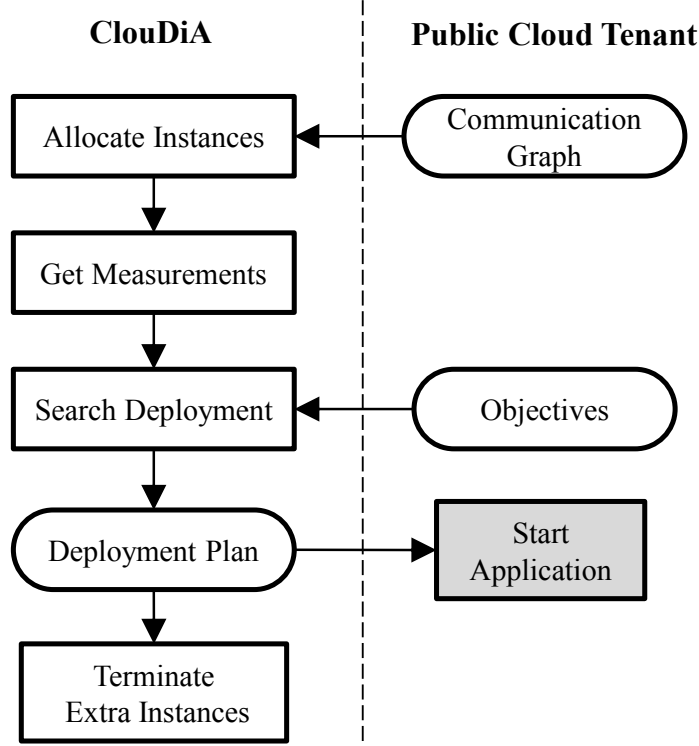 ClouDiA
Public Cloud Tenant
Allocate Instances
Communication
Graph
Get Measurements
Search Deployment
Objectives
Deployment Plan
Start
Application
Terminate
Extra Instances